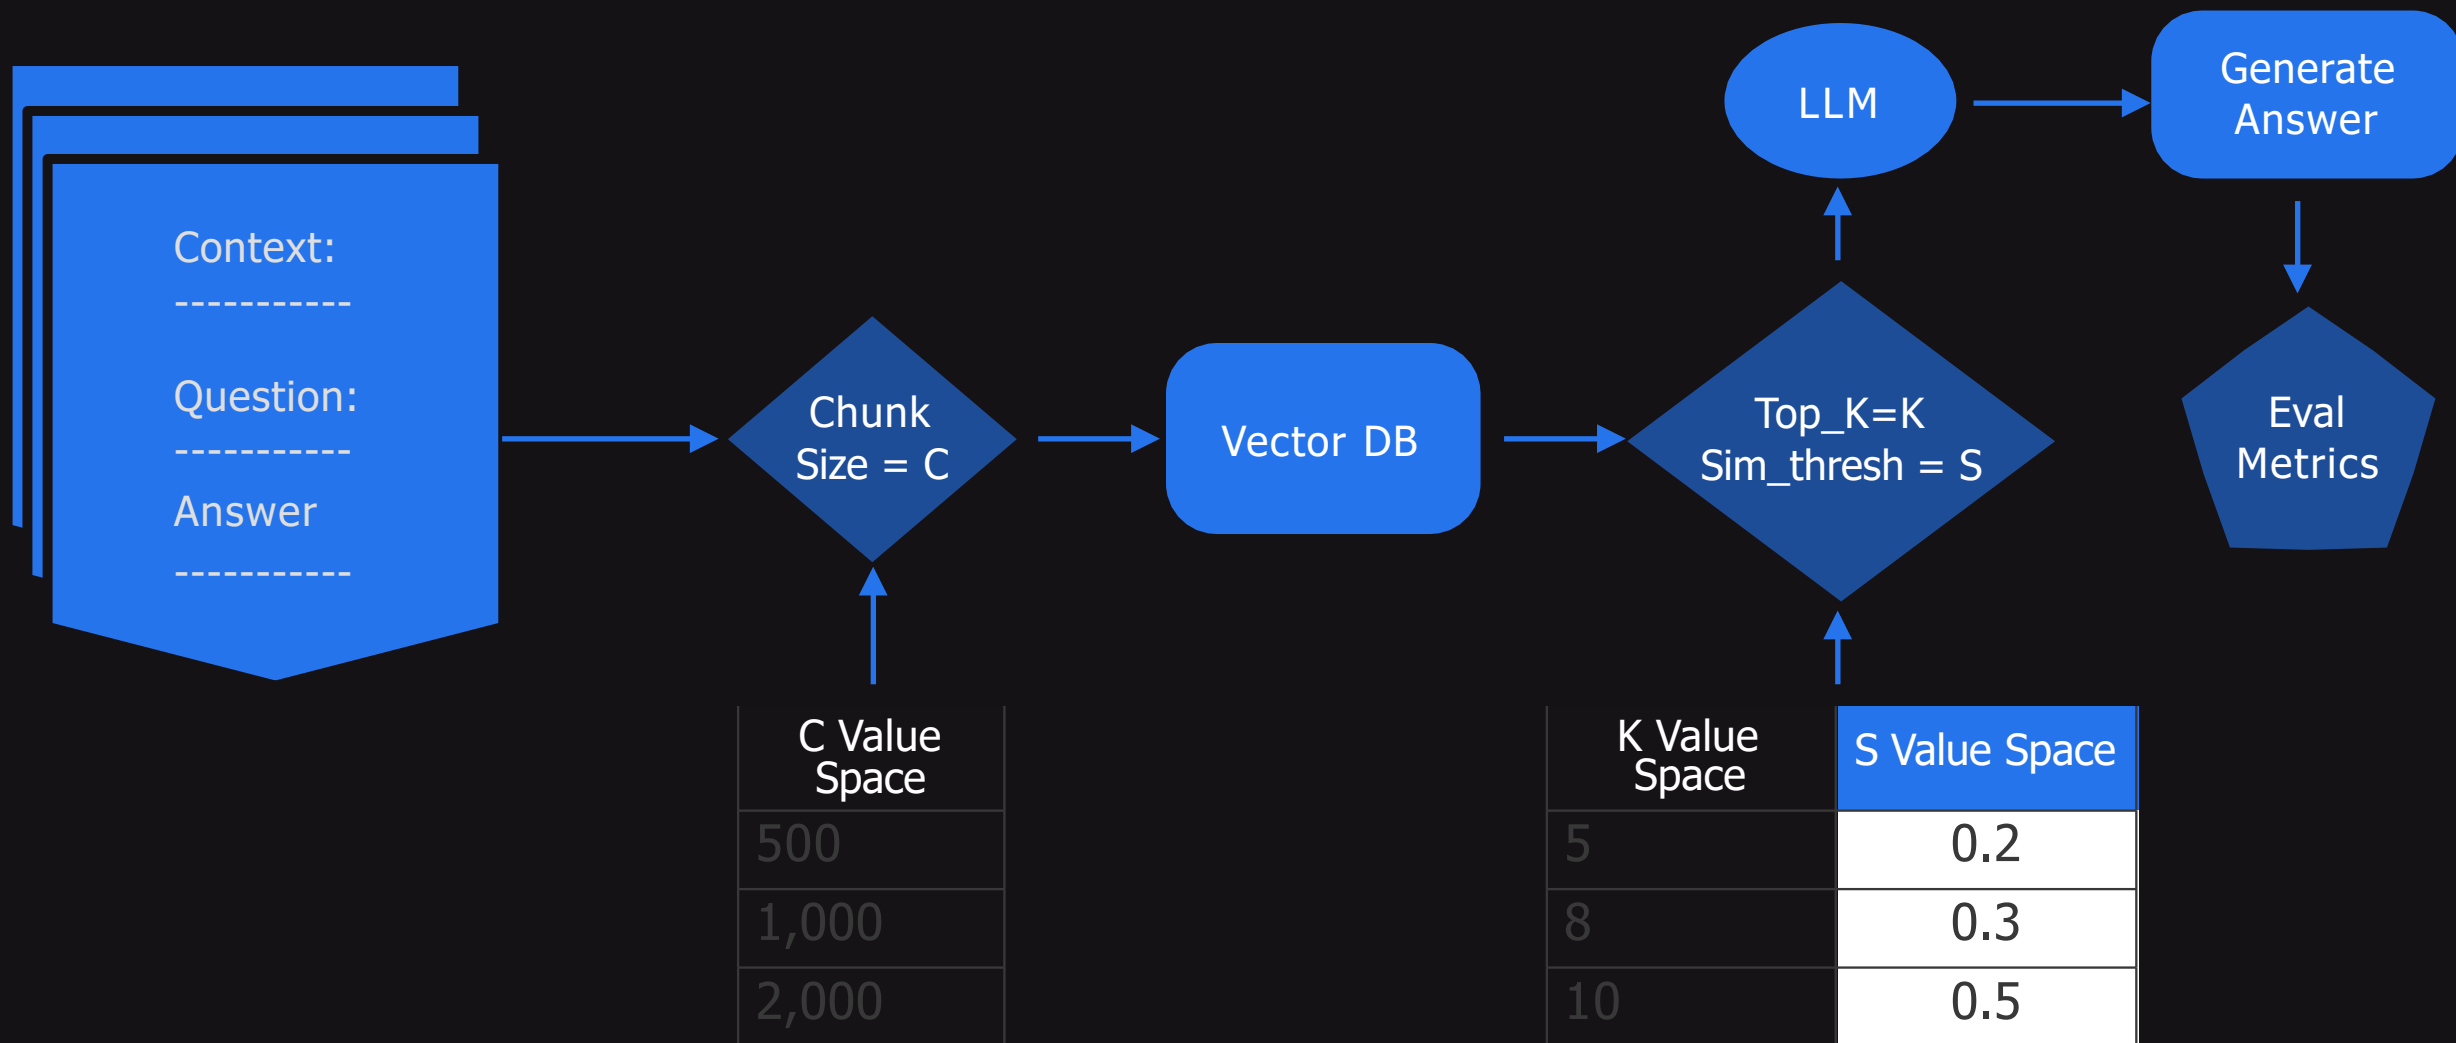 Context:
-----------
Question:
-----------
Answer
-----------
Chunk
Size = C
Vector DB
Top_K=K
Sim_thresh = S
LLM
Generate
Answer
Eval
Metrics
C Value
Space
500
1,000
2,000
K Value
Space
S Value Space
5
0.2
8
0.3
10
0.5